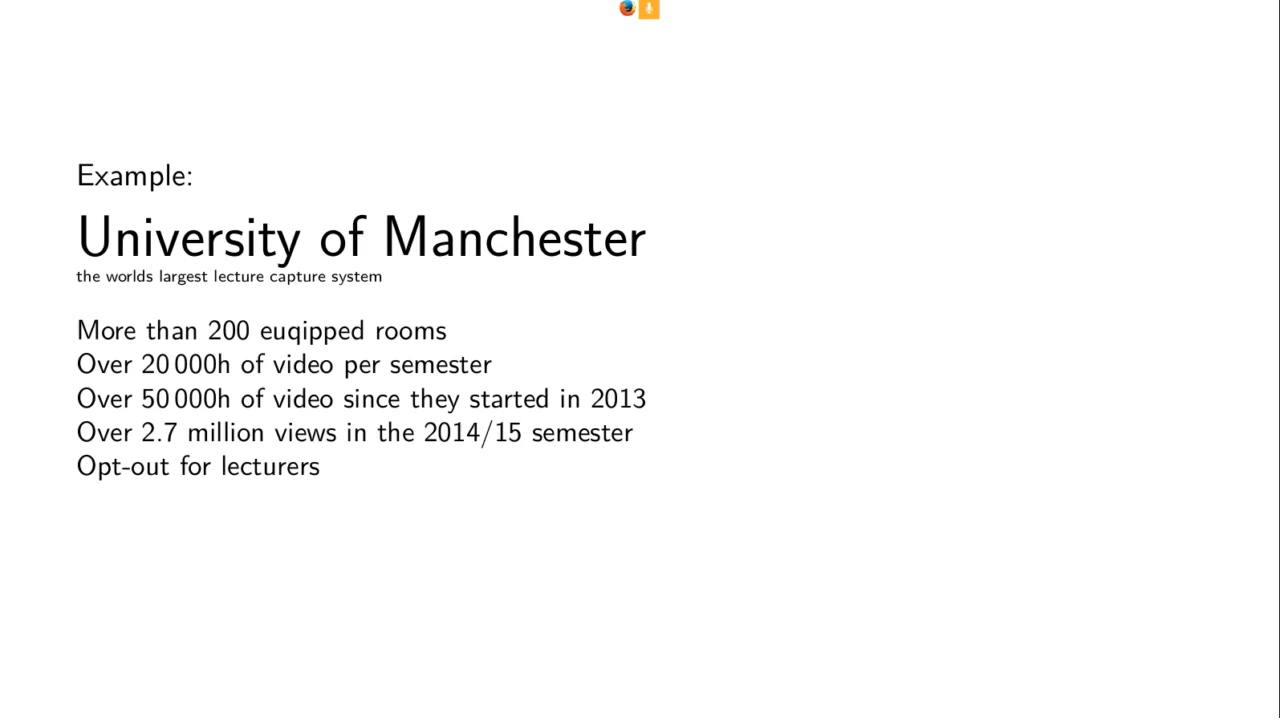 Example:
University of Manchester
the worlds largest lecture capture system
More than 200 euqipped rooms
Over 20 000h of video per semester
Over 50 000h of video since they started in 2013
Over 2.7 million views in the 2014/15 semester
Opt-out for lecturers